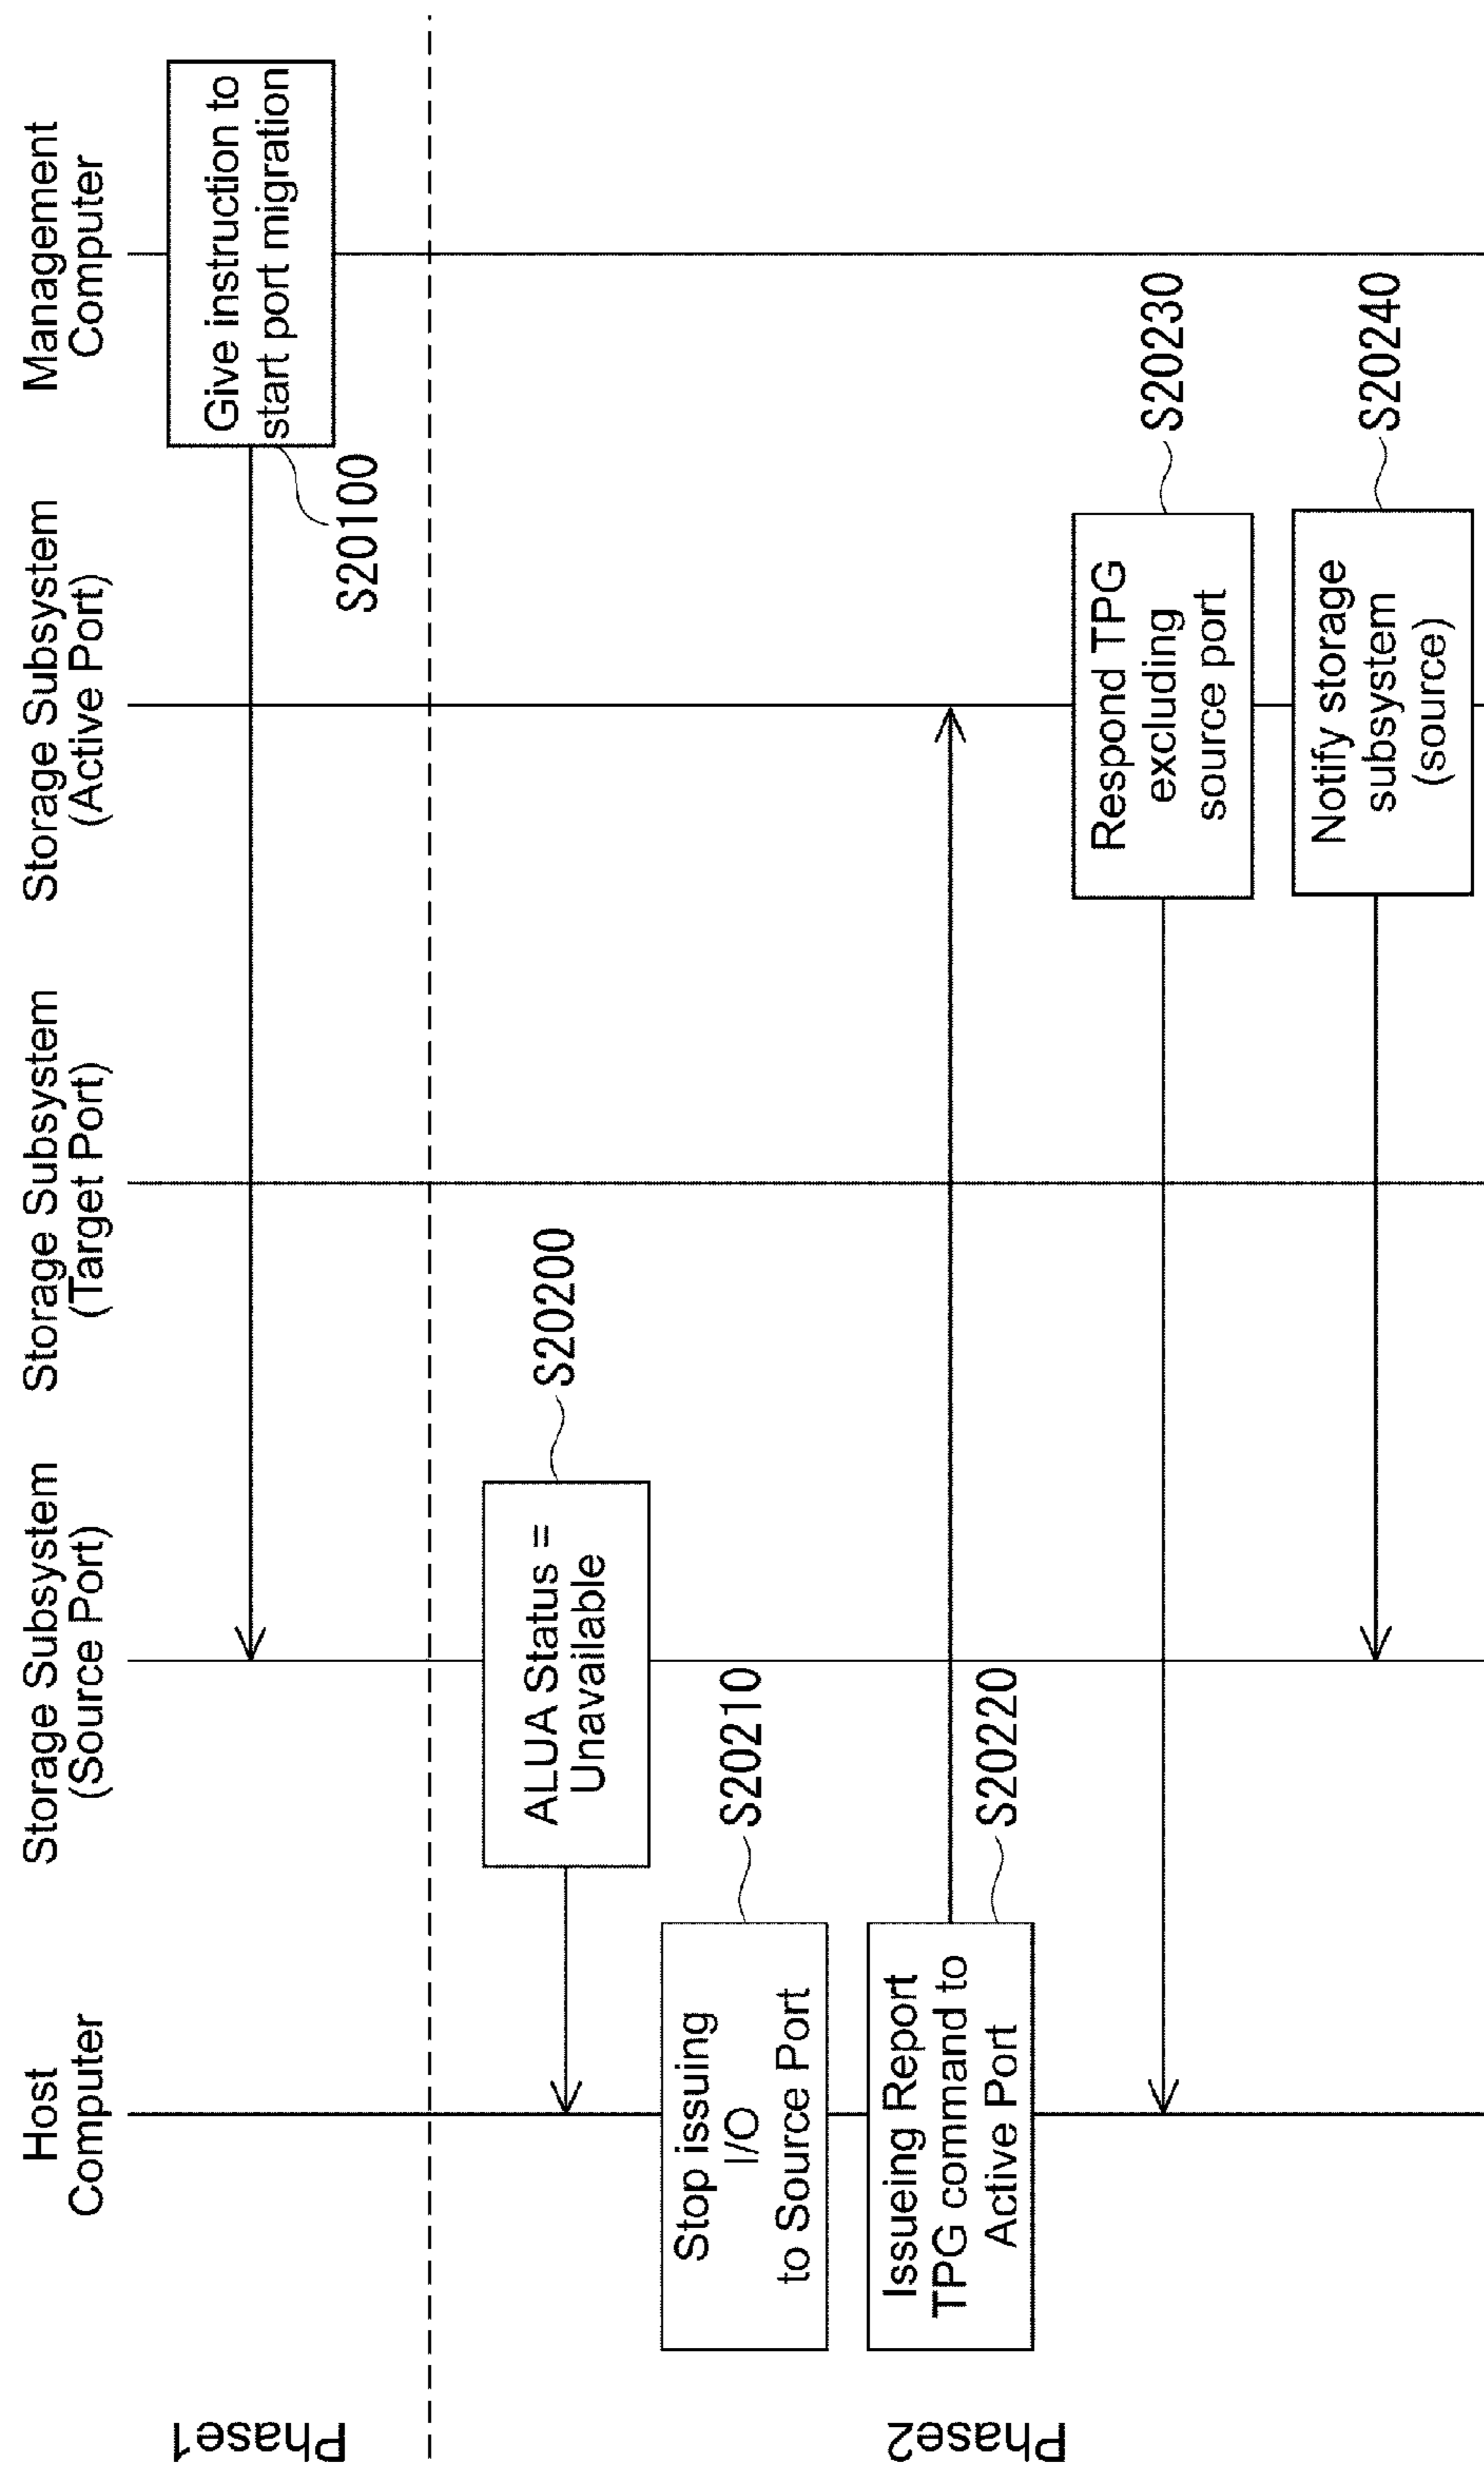 Host
Computer
Storage Subsystem
(Source Port)
Storage Subsystem
(Target Port)
Storage Subsystem
(Active Port)
Management
Computer
Phase1
Give instruction to
start port migration
S20100
Phase2
ALUA Status =
Unavailable
S20200
Stop issuing
I/O
to Source Port
S20210
Issueing Report
TPG command to
Active Port
S20220
Respond TPG
excluding
source port
S20230
Notify storage
subsystem
(source)
S20240